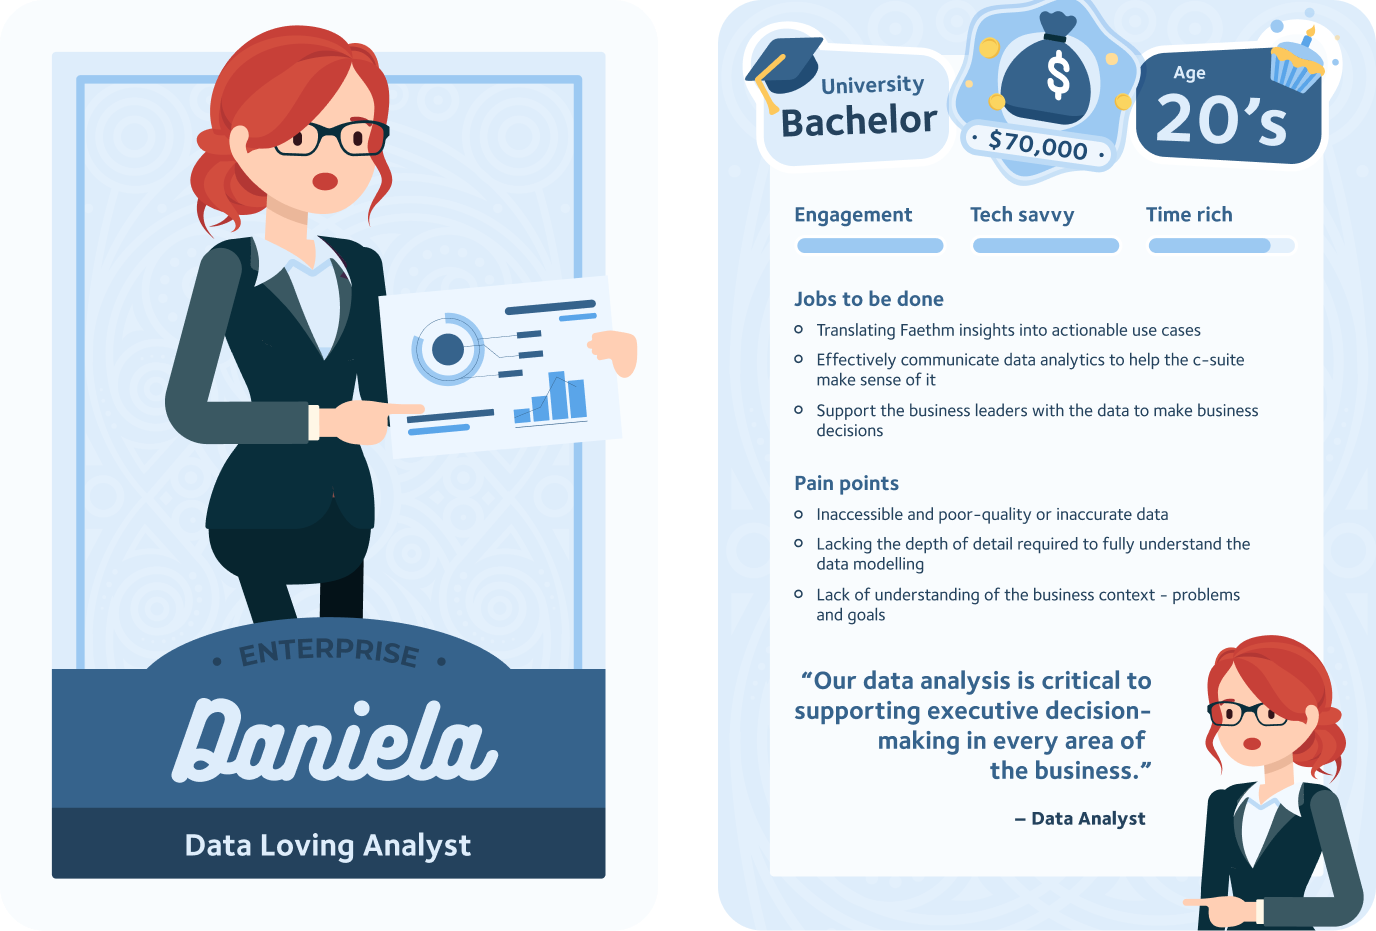 ENTERPRISE
Daniela
Data Loving Analyst
University
Bachelor
$
$70,000
Age
20's
Engagement
Tech savvy
Time rich
Jobs to be done
Translating Faethm insights into actionable use cases
Effectively communicate data analytics to help the c-suite
make sense of it
Support the business leaders with the data to make business
decisions
Pain points
Inaccessible and poor-quality or inaccurate data
Lacking the depth of detail required to fully understand the
data modelling
Lack of understanding of the business context - problems
and goals
“Our data analysis is critical to
supporting executive decision-
making in every area of
the business.”
– Data Analyst